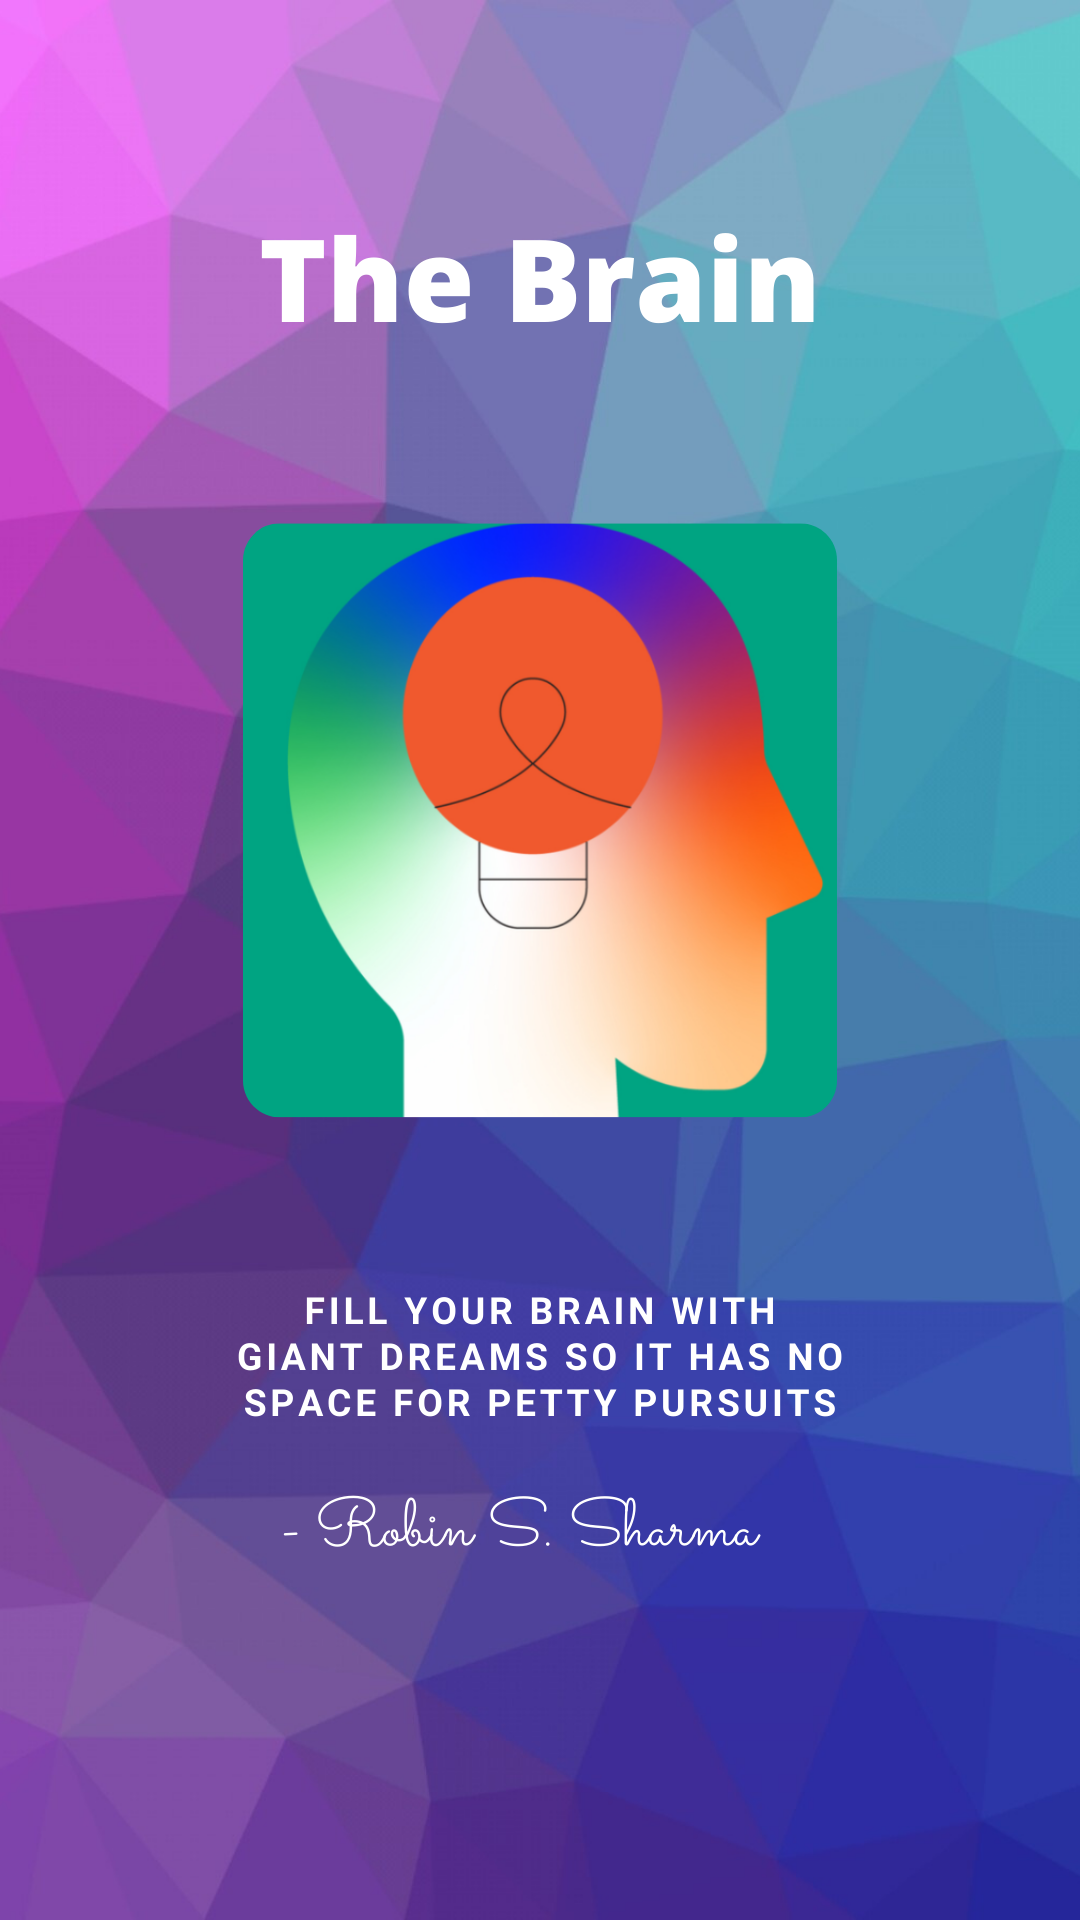 The Brain
FILL YOUR BRAIN WITH
GIANT DREAMS SO IT HAS NO
SPACE FOR PETTY PURSUITS
- Robin S. Sharma